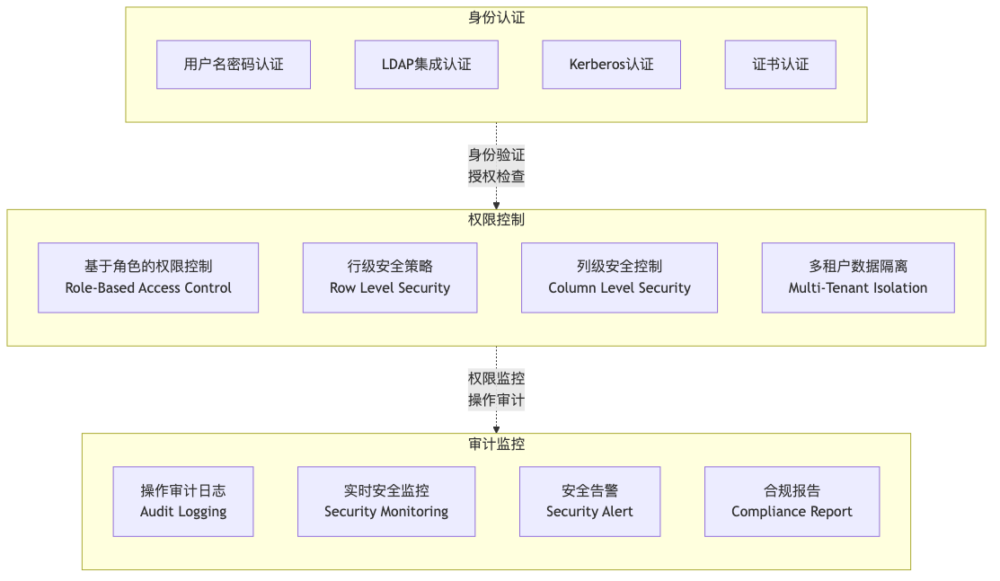 身份认证
用户名密码认证
LDAP集成认证
Kerberos认证
证书认证
身份验证
授权检查
权限控制
基于角色的权限控制
Role-Based Access Control
行级安全策略
Row Level Security
列级安全控制
Column Level Security
多租户数据隔离
Multi-Tenant Isolation
权限监控
操作审计
审计监控
操作审计日志
Audit Logging
实时安全监控
Security Monitoring
安全告警
Security Alert
合规报告
Compliance Report